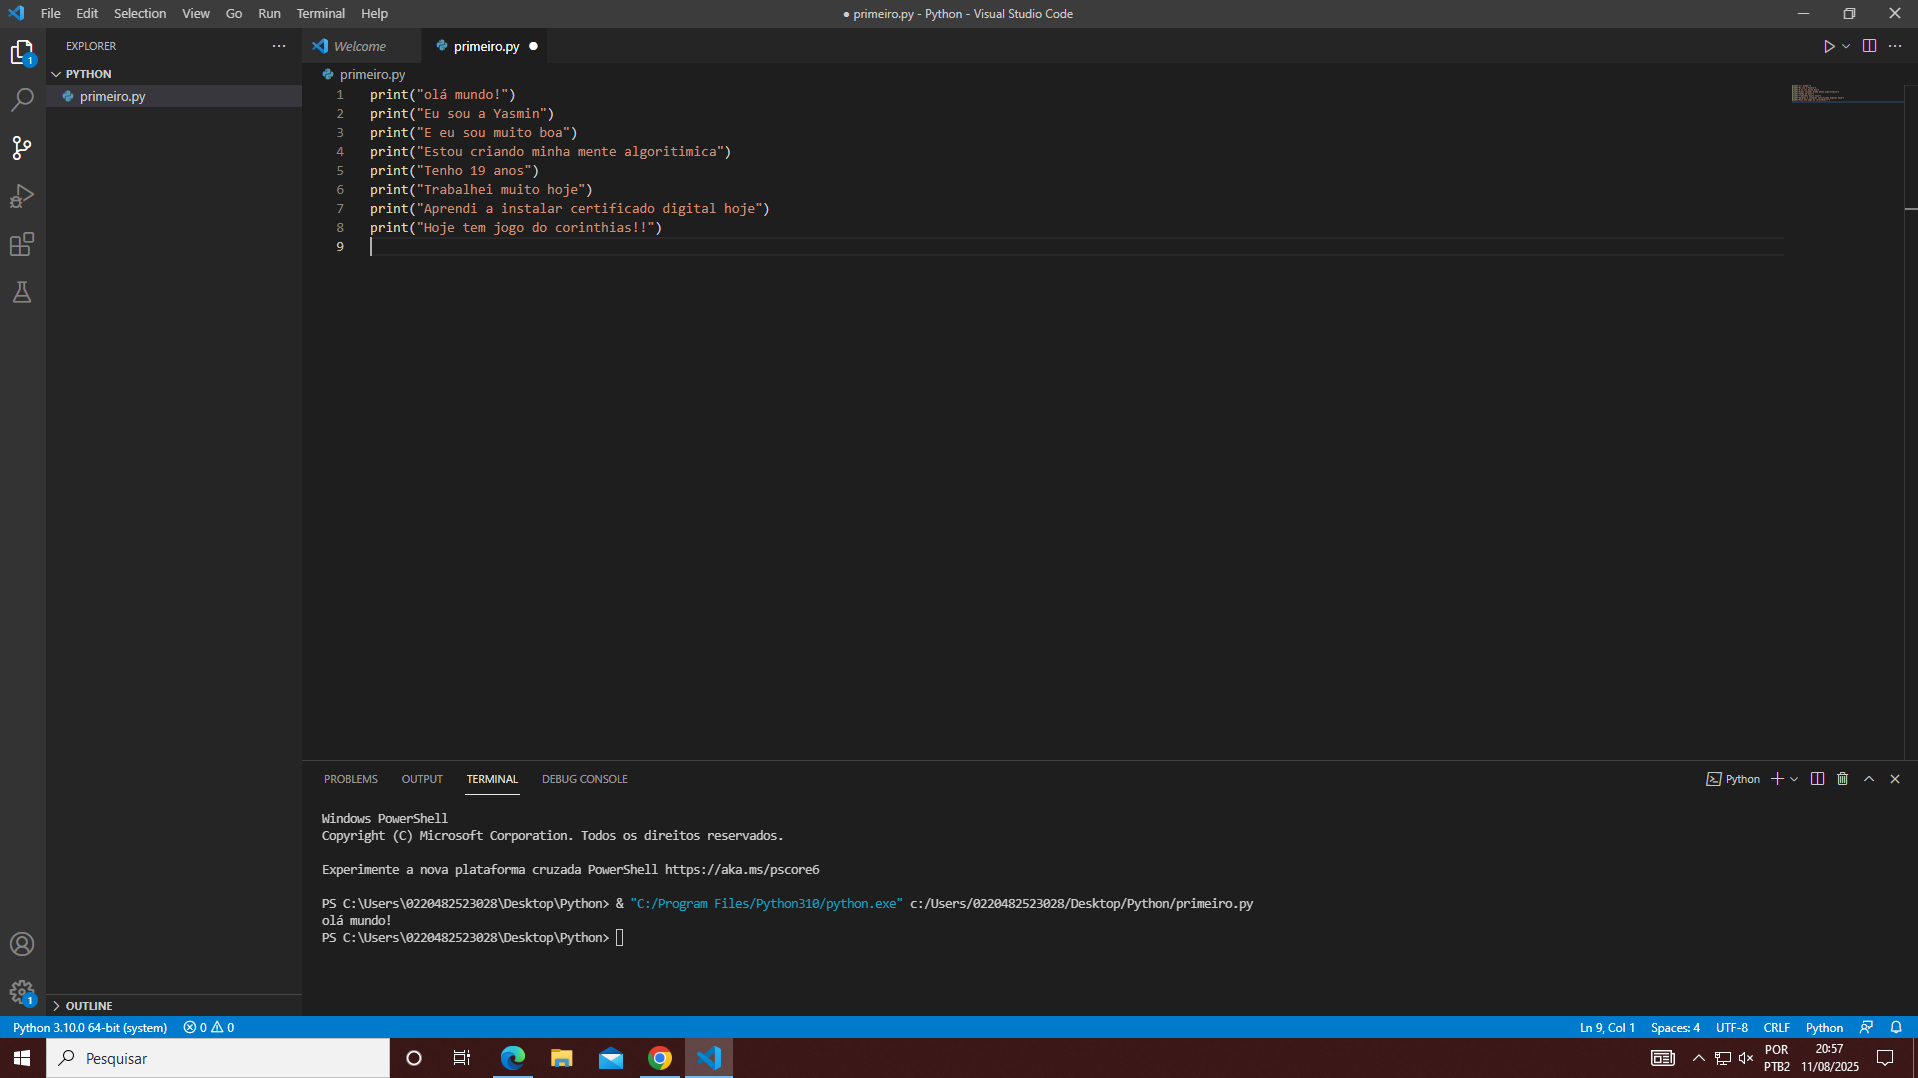 File Edit Selection View Go Run Terminal Help
● primeiro.py - Python - Visual Studio Code
EXPLORER
PYTHON
primeiro.py
1
1
OUTLINE
Welcome
primeiro.py ●
primeiro.py
1 print("olá mundo!")
2 print("Eu sou a Yasmin")
3 print("E eu sou muito boa")
4 print("Estou criando minha mente algoritimica")
5 print("Tenho 19 anos")
6 print("Trabalhei muito hoje")
7 print("Aprendi a instalar certificado digital hoje")
8 print("Hoje tem jogo do corinthias!!")
9
PROBLEMS OUTPUT TERMINAL DEBUG CONSOLE
Python
Windows PowerShell
Copyright (C) Microsoft Corporation. Todos os direitos reservados.
Experimente a nova plataforma cruzada PowerShell https://aka.ms/pscore6
PS C:\Users\0220482523028\Desktop\Python> & "C:/Program Files/Python310/python.exe" c:/Users/0220482523028/Desktop/Python/primeiro.py
olá mundo!
PS C:\Users\0220482523028\Desktop\Python>
Python 3.10.0 64-bit (system) 0 0
Ln 9, Col 1 Spaces: 4 UTF-8 CRLF Python
Pesquisar
POR
PTB2
20:57
11/08/2025